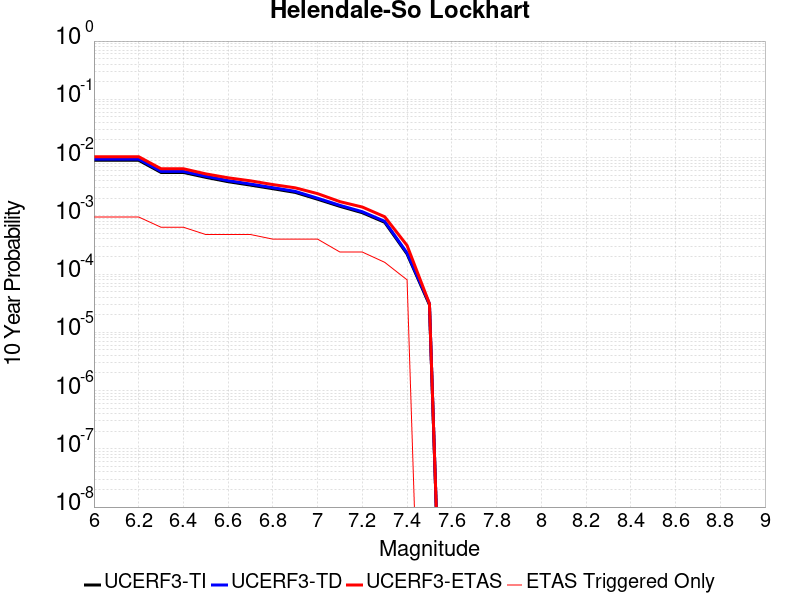 Helendale-So Lockhart
10 0
10 -1
10 -2
10 -3
10 -4
10 -5
10 -6
10 -7
10 -8
10 Year Probability
6 6.2 6.4 6.6 6.8 7 7.2 7.4 7.6 7.8 8 8.2 8.4 8.6 8.8 9
Magnitude
UCERF3-TI UCERF3-TD UCERF3-ETAS ETAS Triggered Only